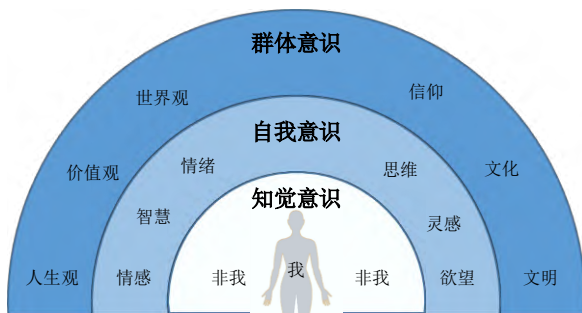 群体意识
世界观
信仰
自我意识
价值观
情绪
思维
文化
知觉意识
智慧
灵感
人生观
情感
非我
我
非我
欲望
文明